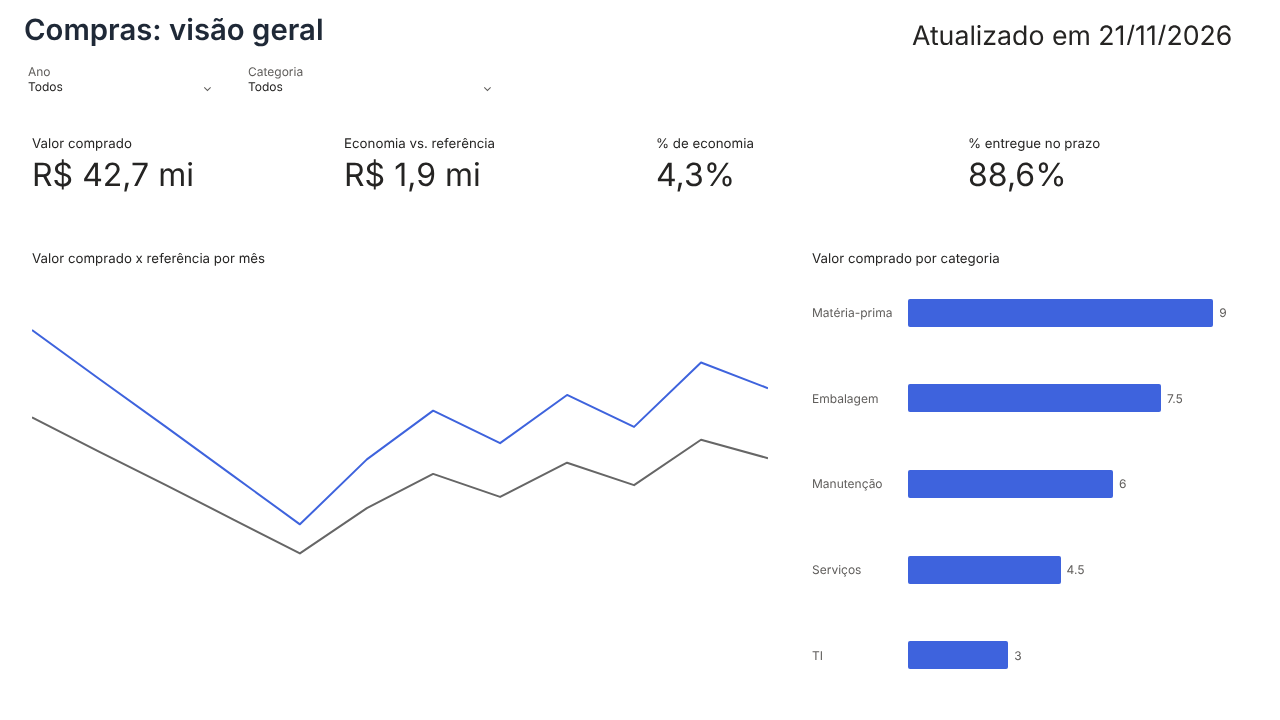 Compras: visão geral
Atualizado em 21/11/2026
Ano
Todos
Categoria
Todos
Valor comprado
R$ 42,7 mi
Economia vs. referência
R$ 1,9 mi
% de economia
4,3%
% entregue no prazo
88,6%
Valor comprado x referência por mês
Valor comprado por categoria
Matéria-prima 9
Embalagem 7.5
Manutenção 6
Serviços 4.5
TI 3